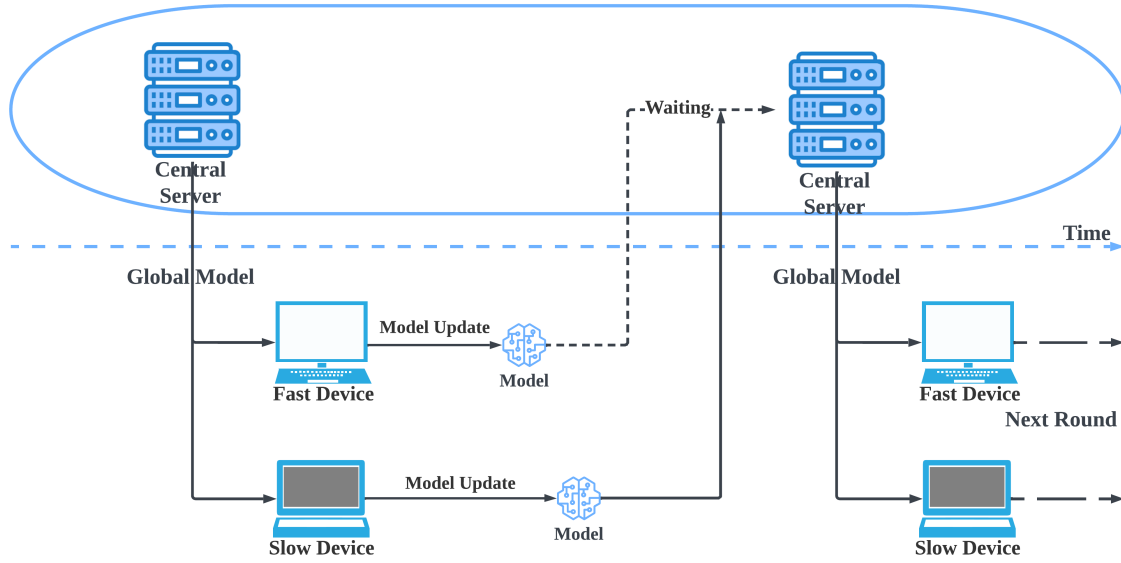 Waiting
Central
Server
Central
Server
Time
Global Model
Global Model
Model Update
Model
Fast Device
Fast Device
Next Round
Model Update
Model
Slow Device
Slow Device